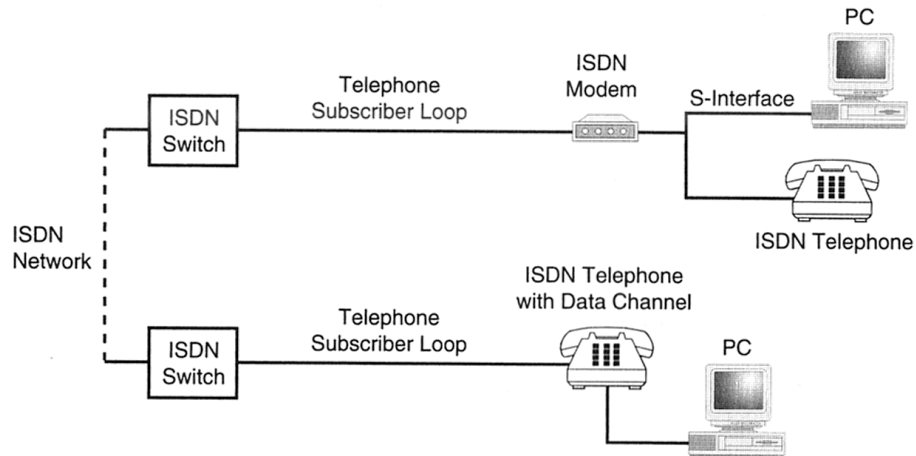 PC
ISDN
Modem
Telephone
Subscriber Loop
S-Interface
ISDN
Switch
ISDN Telephone
ISDN
Network
ISDN Telephone
with Data Channel
Telephone
Subscriber Loop
PC
ISDN
Switch